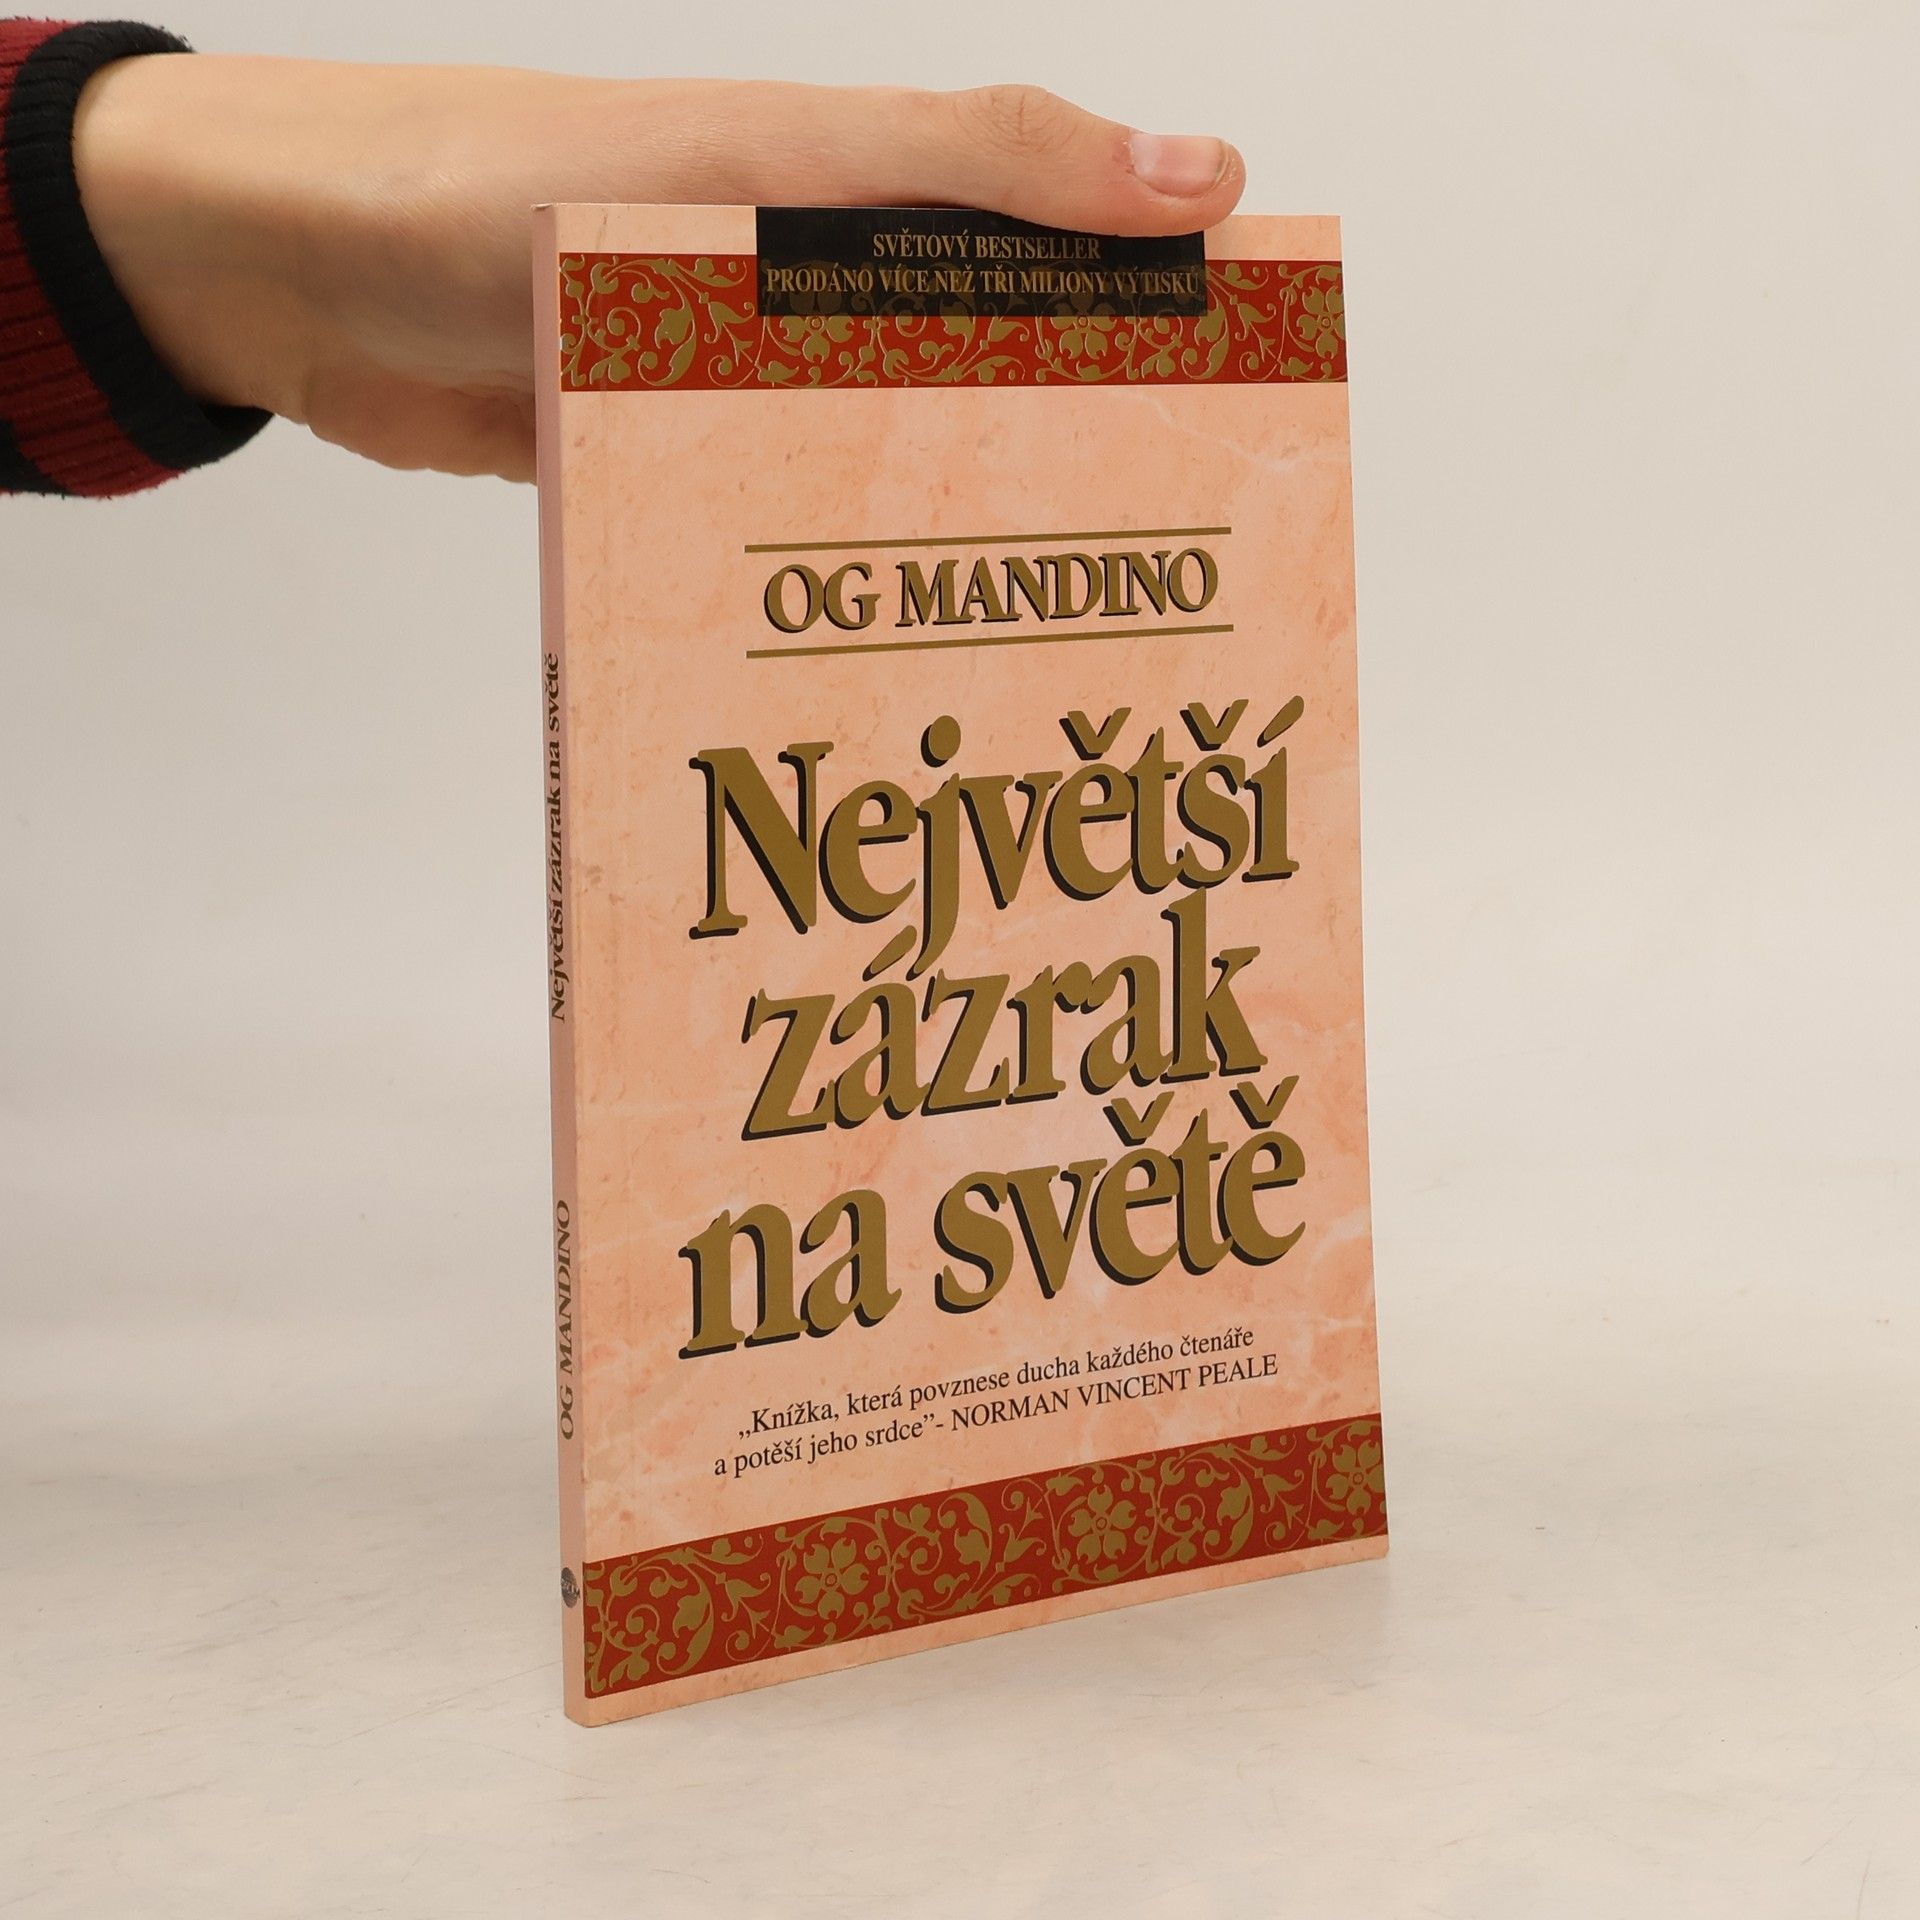 SVĚTOVÝ BESTSELLER
PRODÁNO VÍCE NEŽ TŘI MILIONY VÝTISKŮ
OG MANDINO
Největší
zázrak
na světě
„Knížka, která povznese ducha každého čtenáře
a potěší jeho srdce”- NORMAN VINCENT PEALE
Největší zázrak na světě
OG MANDINO